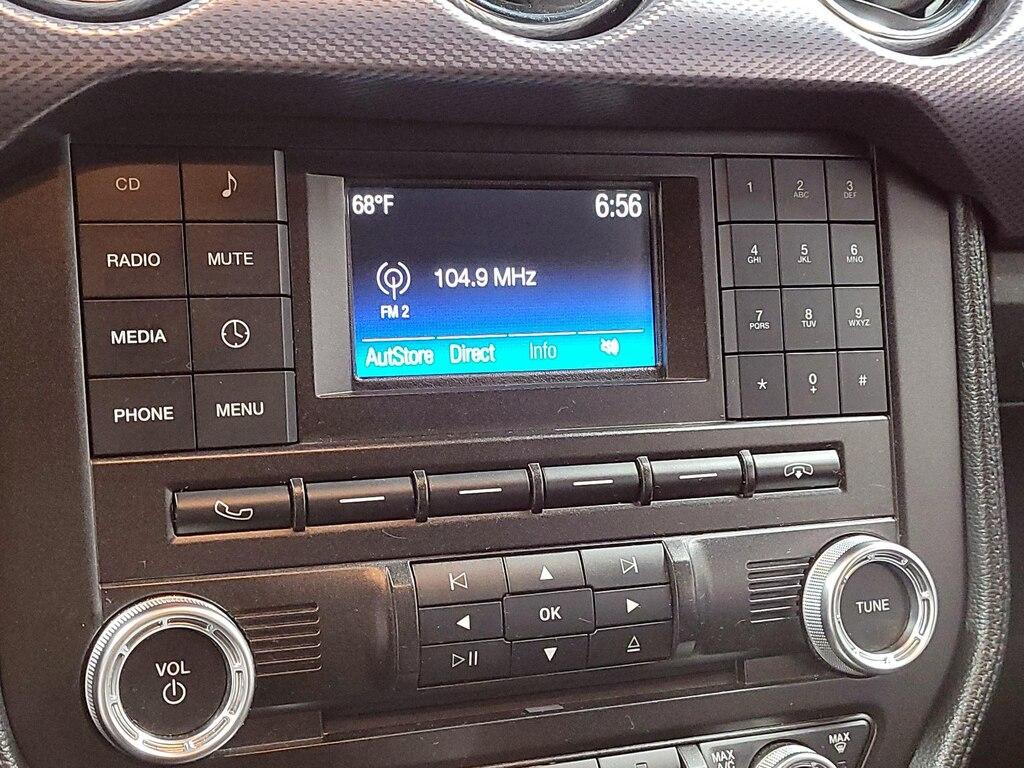 CD
RADIO MUTE
MEDIA
PHONE MENU
68°F 6:56
104.9 MHz
FM 2
AutStore Direct Info
1 2 ABC 3 DEF
4 GHI 5 JKL 6 MNO
7 PQRS 8 TUV 9 WXYZ
* 0 + #
OK
VOL
TUNE
MAX A/C
MAX